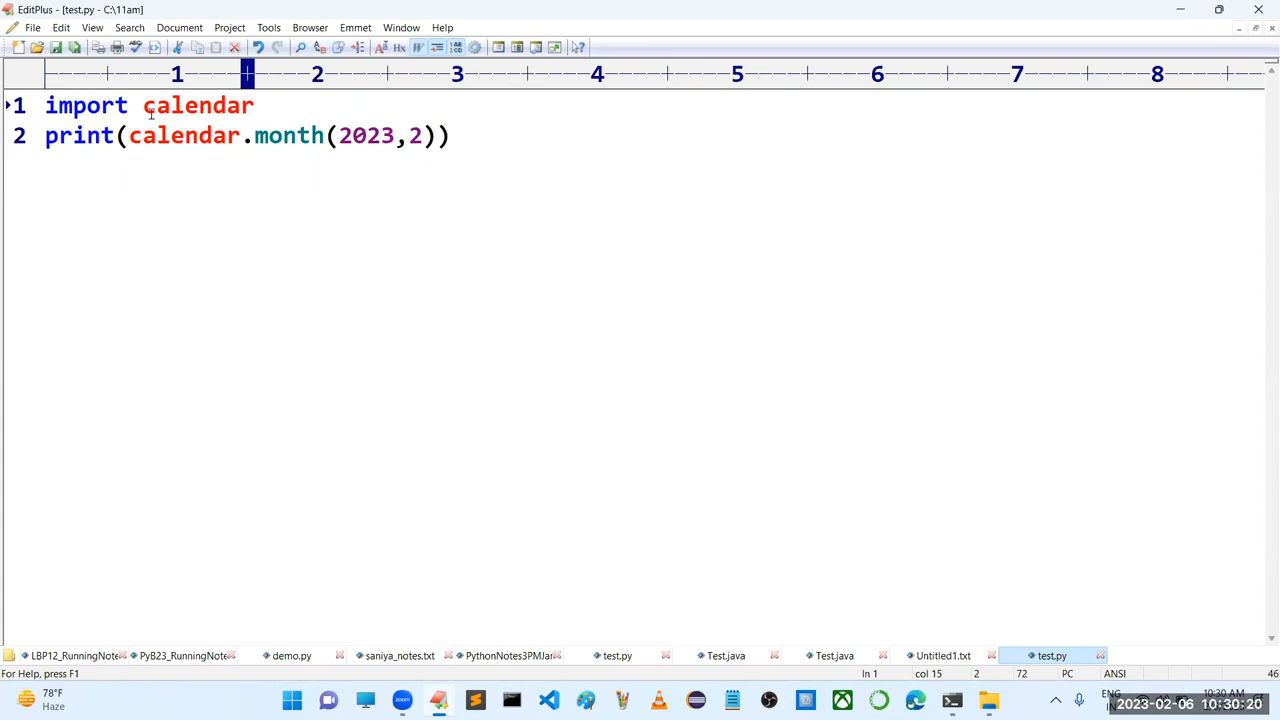 EditPlus - [test.py - C:\11am]
File Edit View Search Document Project Tools Browser Emmet Window Help
1 2 3 4 5 6 7 8
1 import calendar
2 print(calendar.month(2023,2))
LBP12_RunningNote PyB23_RunningNote demo.py saniya_notes.txt PythonNotes3PMJar test.py Test.java Test.java Untitled1.txt test.py
For Help, press F1 ln 1 col 15 2 72 PC ANSI 46
78°F
Haze
ENG
10:30 AM
2023-02-06 10:30:20